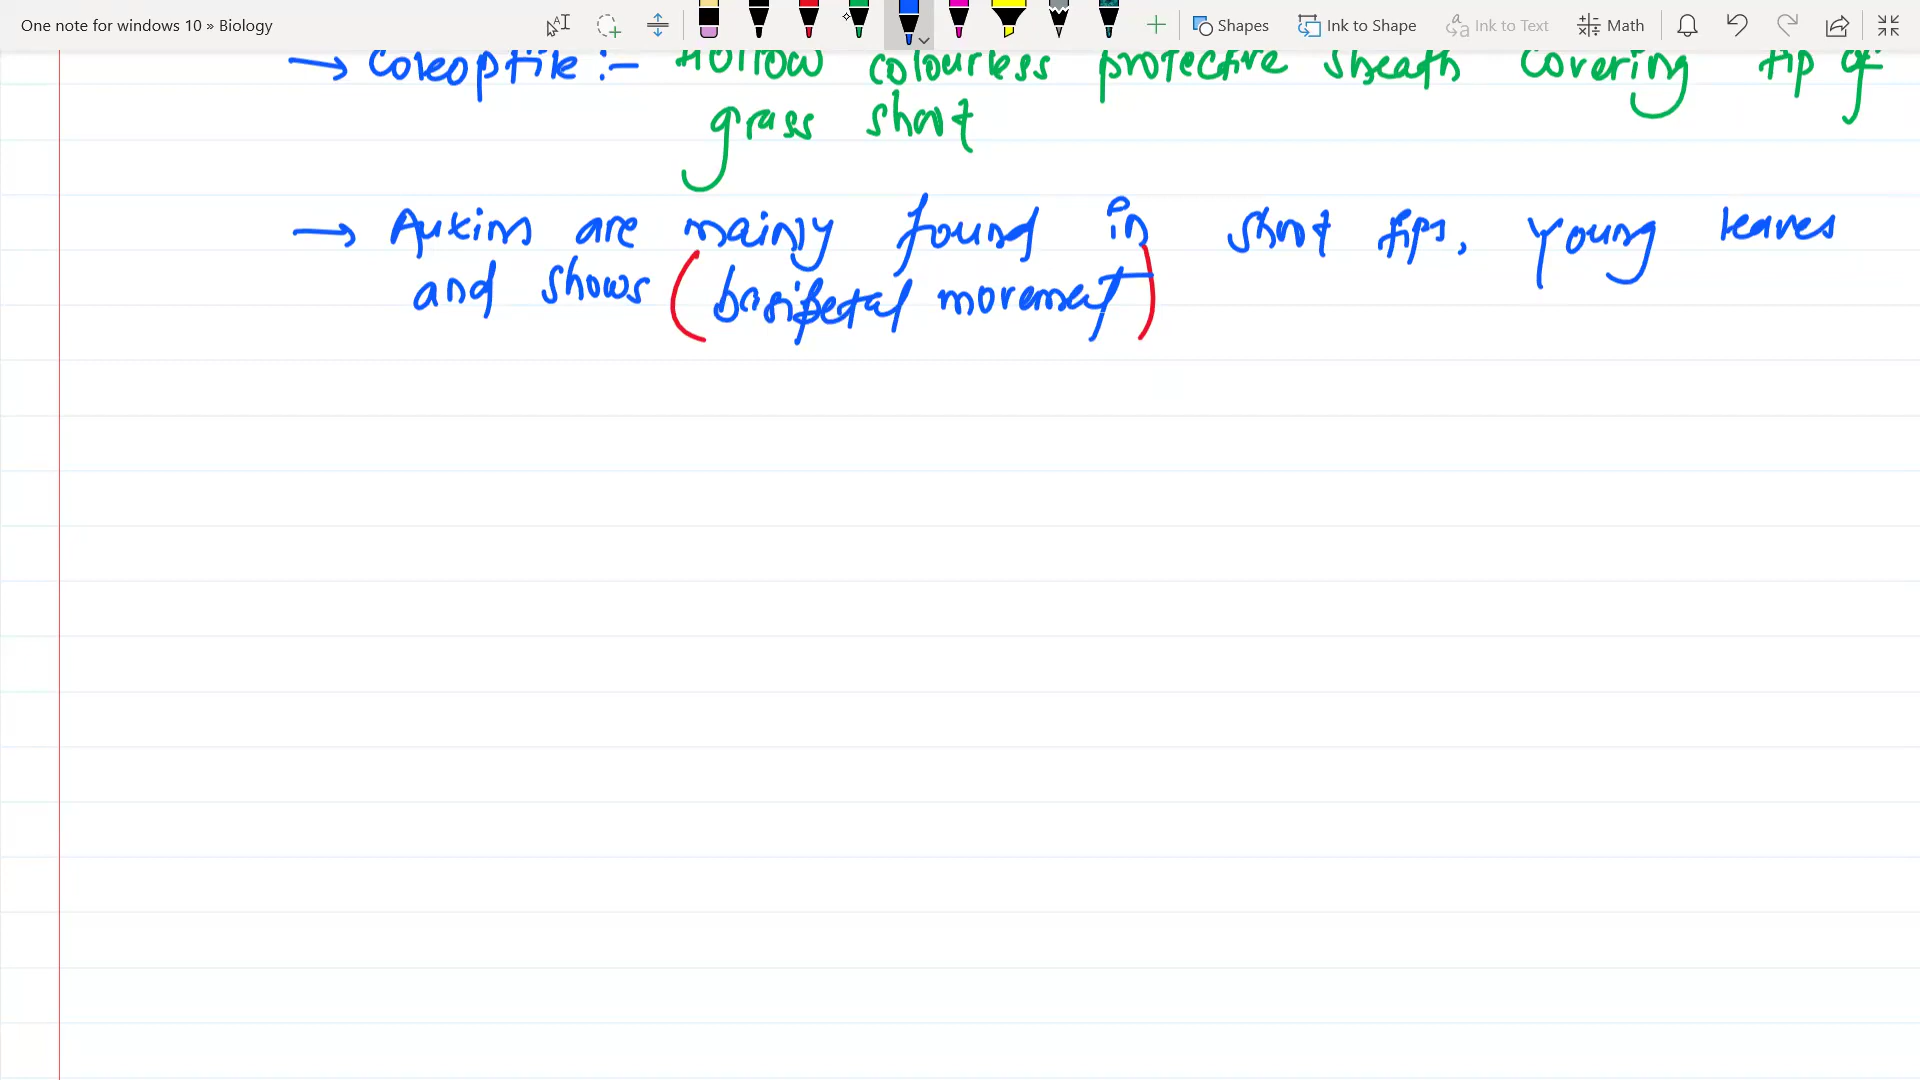 One note for windows 10 » Biology
Shapes Ink to Shape Ink to Text Math
→ Coleoptile :- Hollow colourless protective sheath covering tip of
grass shoot
→ Auxins are mainly found in shoot tips, young leaves
and shows (basipetal movement)